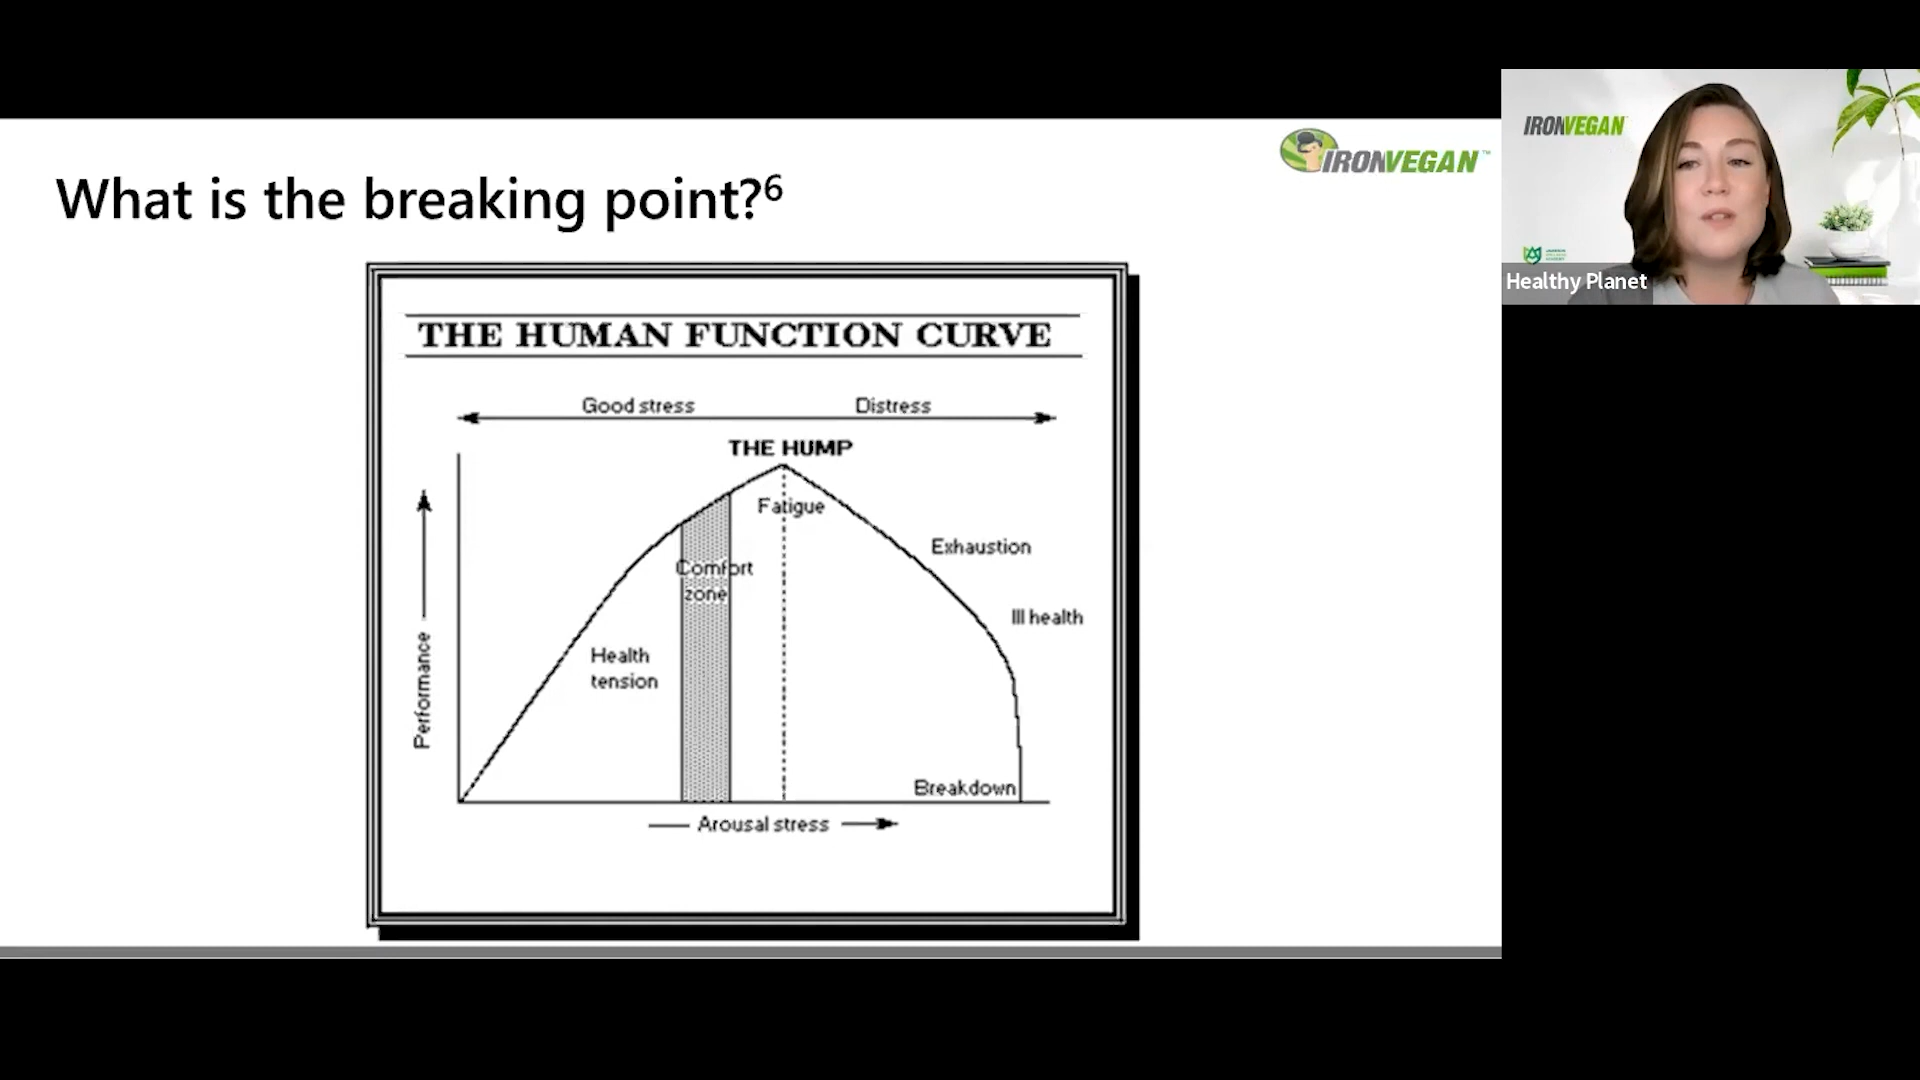 What is the breaking point?6
IRONVEGAN™
THE HUMAN FUNCTION CURVE
Good stress
Distress
THE HUMP
Fatigue
Exhaustion
Comfort
zone
Ill health
Health
tension
Performance
Breakdown
Arousal stress
IRONVEGAN
Healthy Planet